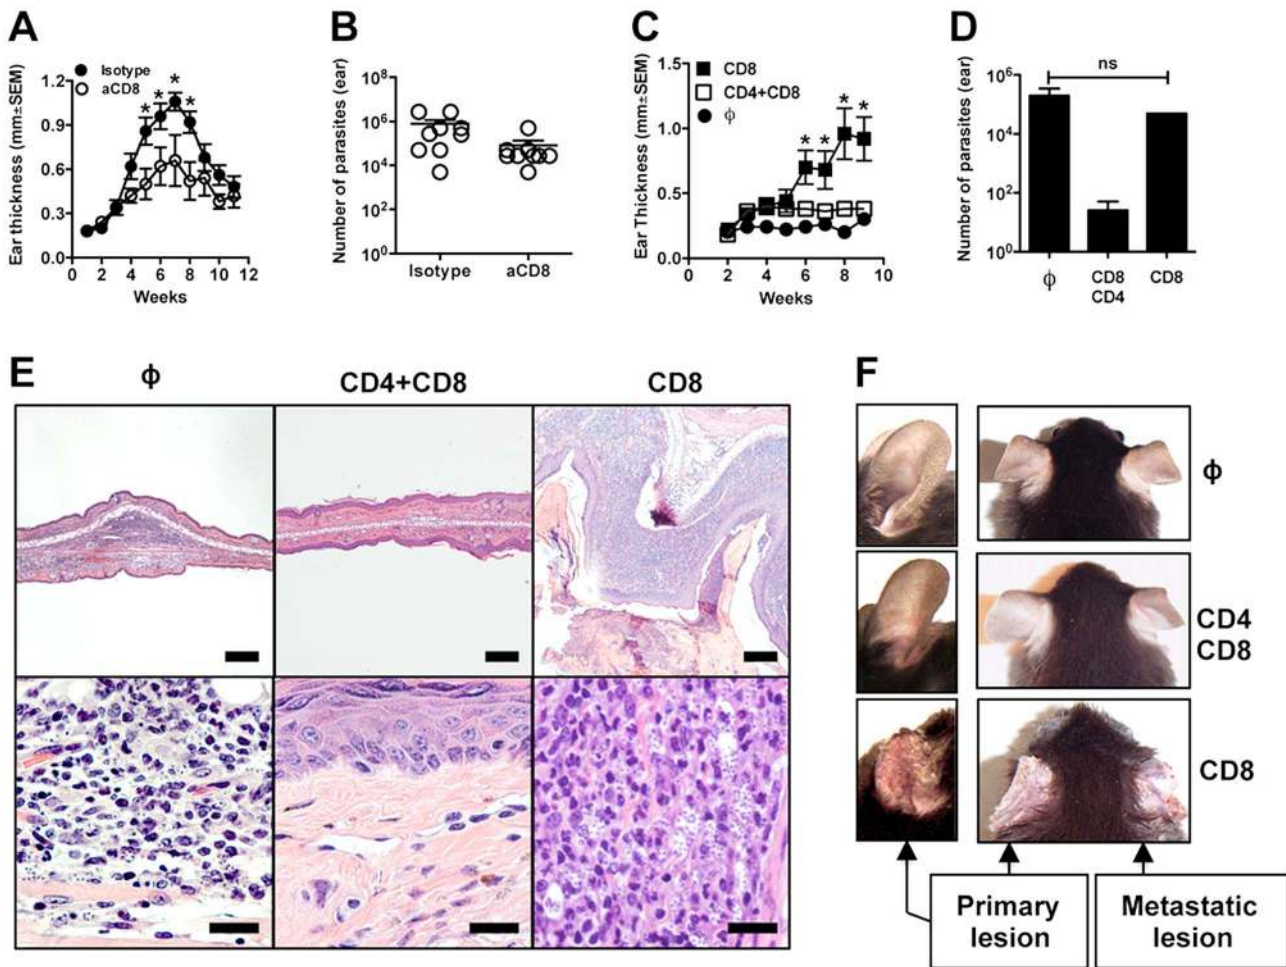 A
Isotype
aCD8
Ear thickness (mm±SEM)
1.2
0.9
0.6
0.3
0.0
* * * *
0 2 4 6 8 10 12
Weeks
B
Number of parasites (ear)
10⁸
10⁶
10⁴
10²
10⁰
Isotype aCD8
C
CD8
CD4+CD8
ϕ
Ear Thickness (mm±SEM)
1.5
1.0
0.5
0.0
* * * *
0 2 4 6 8 10
Weeks
D
Number of parasites (ear)
ns
10⁶
10⁴
10²
10⁰
ϕ CD8 CD8
CD4
E
ϕ CD4+CD8 CD8
F
ϕ
CD4
CD8
CD8
Primary
lesion
Metastatic
lesion